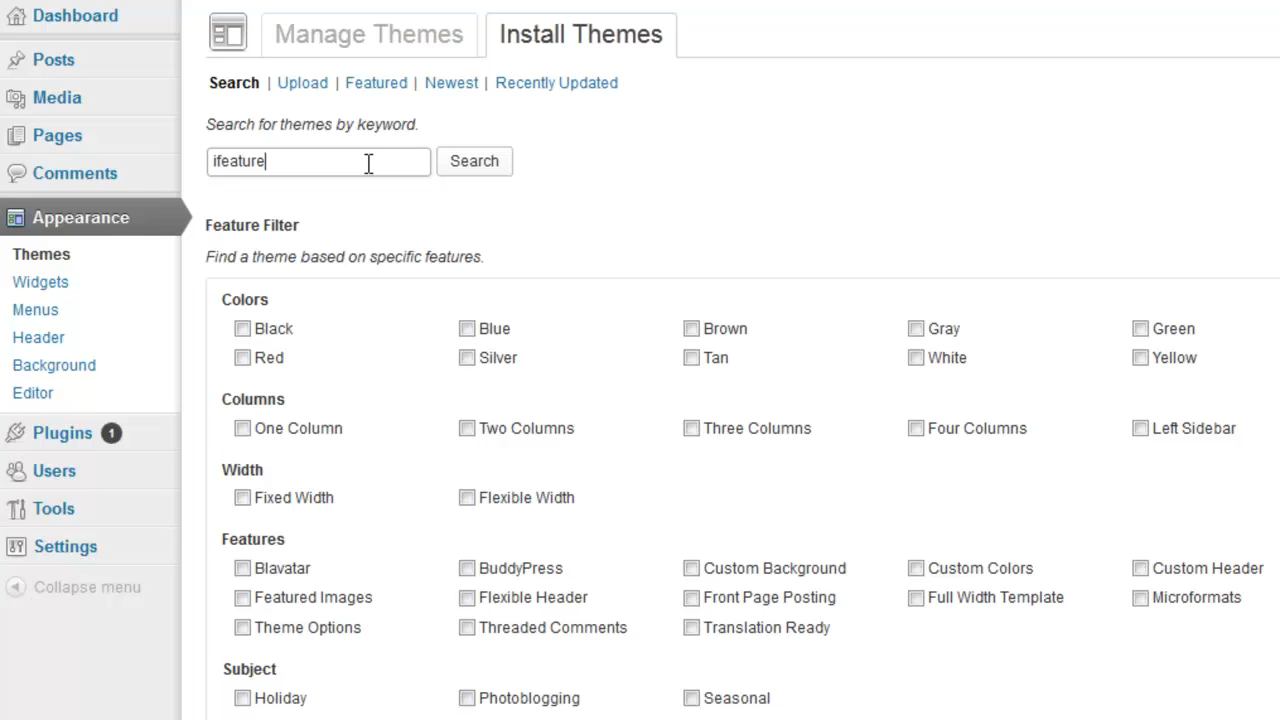 Dashboard
Posts
Media
Pages
Comments
Appearance
Themes
Widgets
Menus
Header
Background
Editor
Plugins 1
Users
Tools
Settings
Collapse menu
Manage Themes Install Themes
Search | Upload | Featured | Newest | Recently Updated
Search for themes by keyword.
ifeature Search
Feature Filter
Find a theme based on specific features.
Colors
Black Blue Brown Gray Green
Red Silver Tan White Yellow
Columns
One Column Two Columns Three Columns Four Columns Left Sidebar
Width
Fixed Width Flexible Width
Features
Blavatar BuddyPress Custom Background Custom Colors Custom Header
Featured Images Flexible Header Front Page Posting Full Width Template Microformats
Theme Options Threaded Comments Translation Ready
Subject
Holiday Photoblogging Seasonal